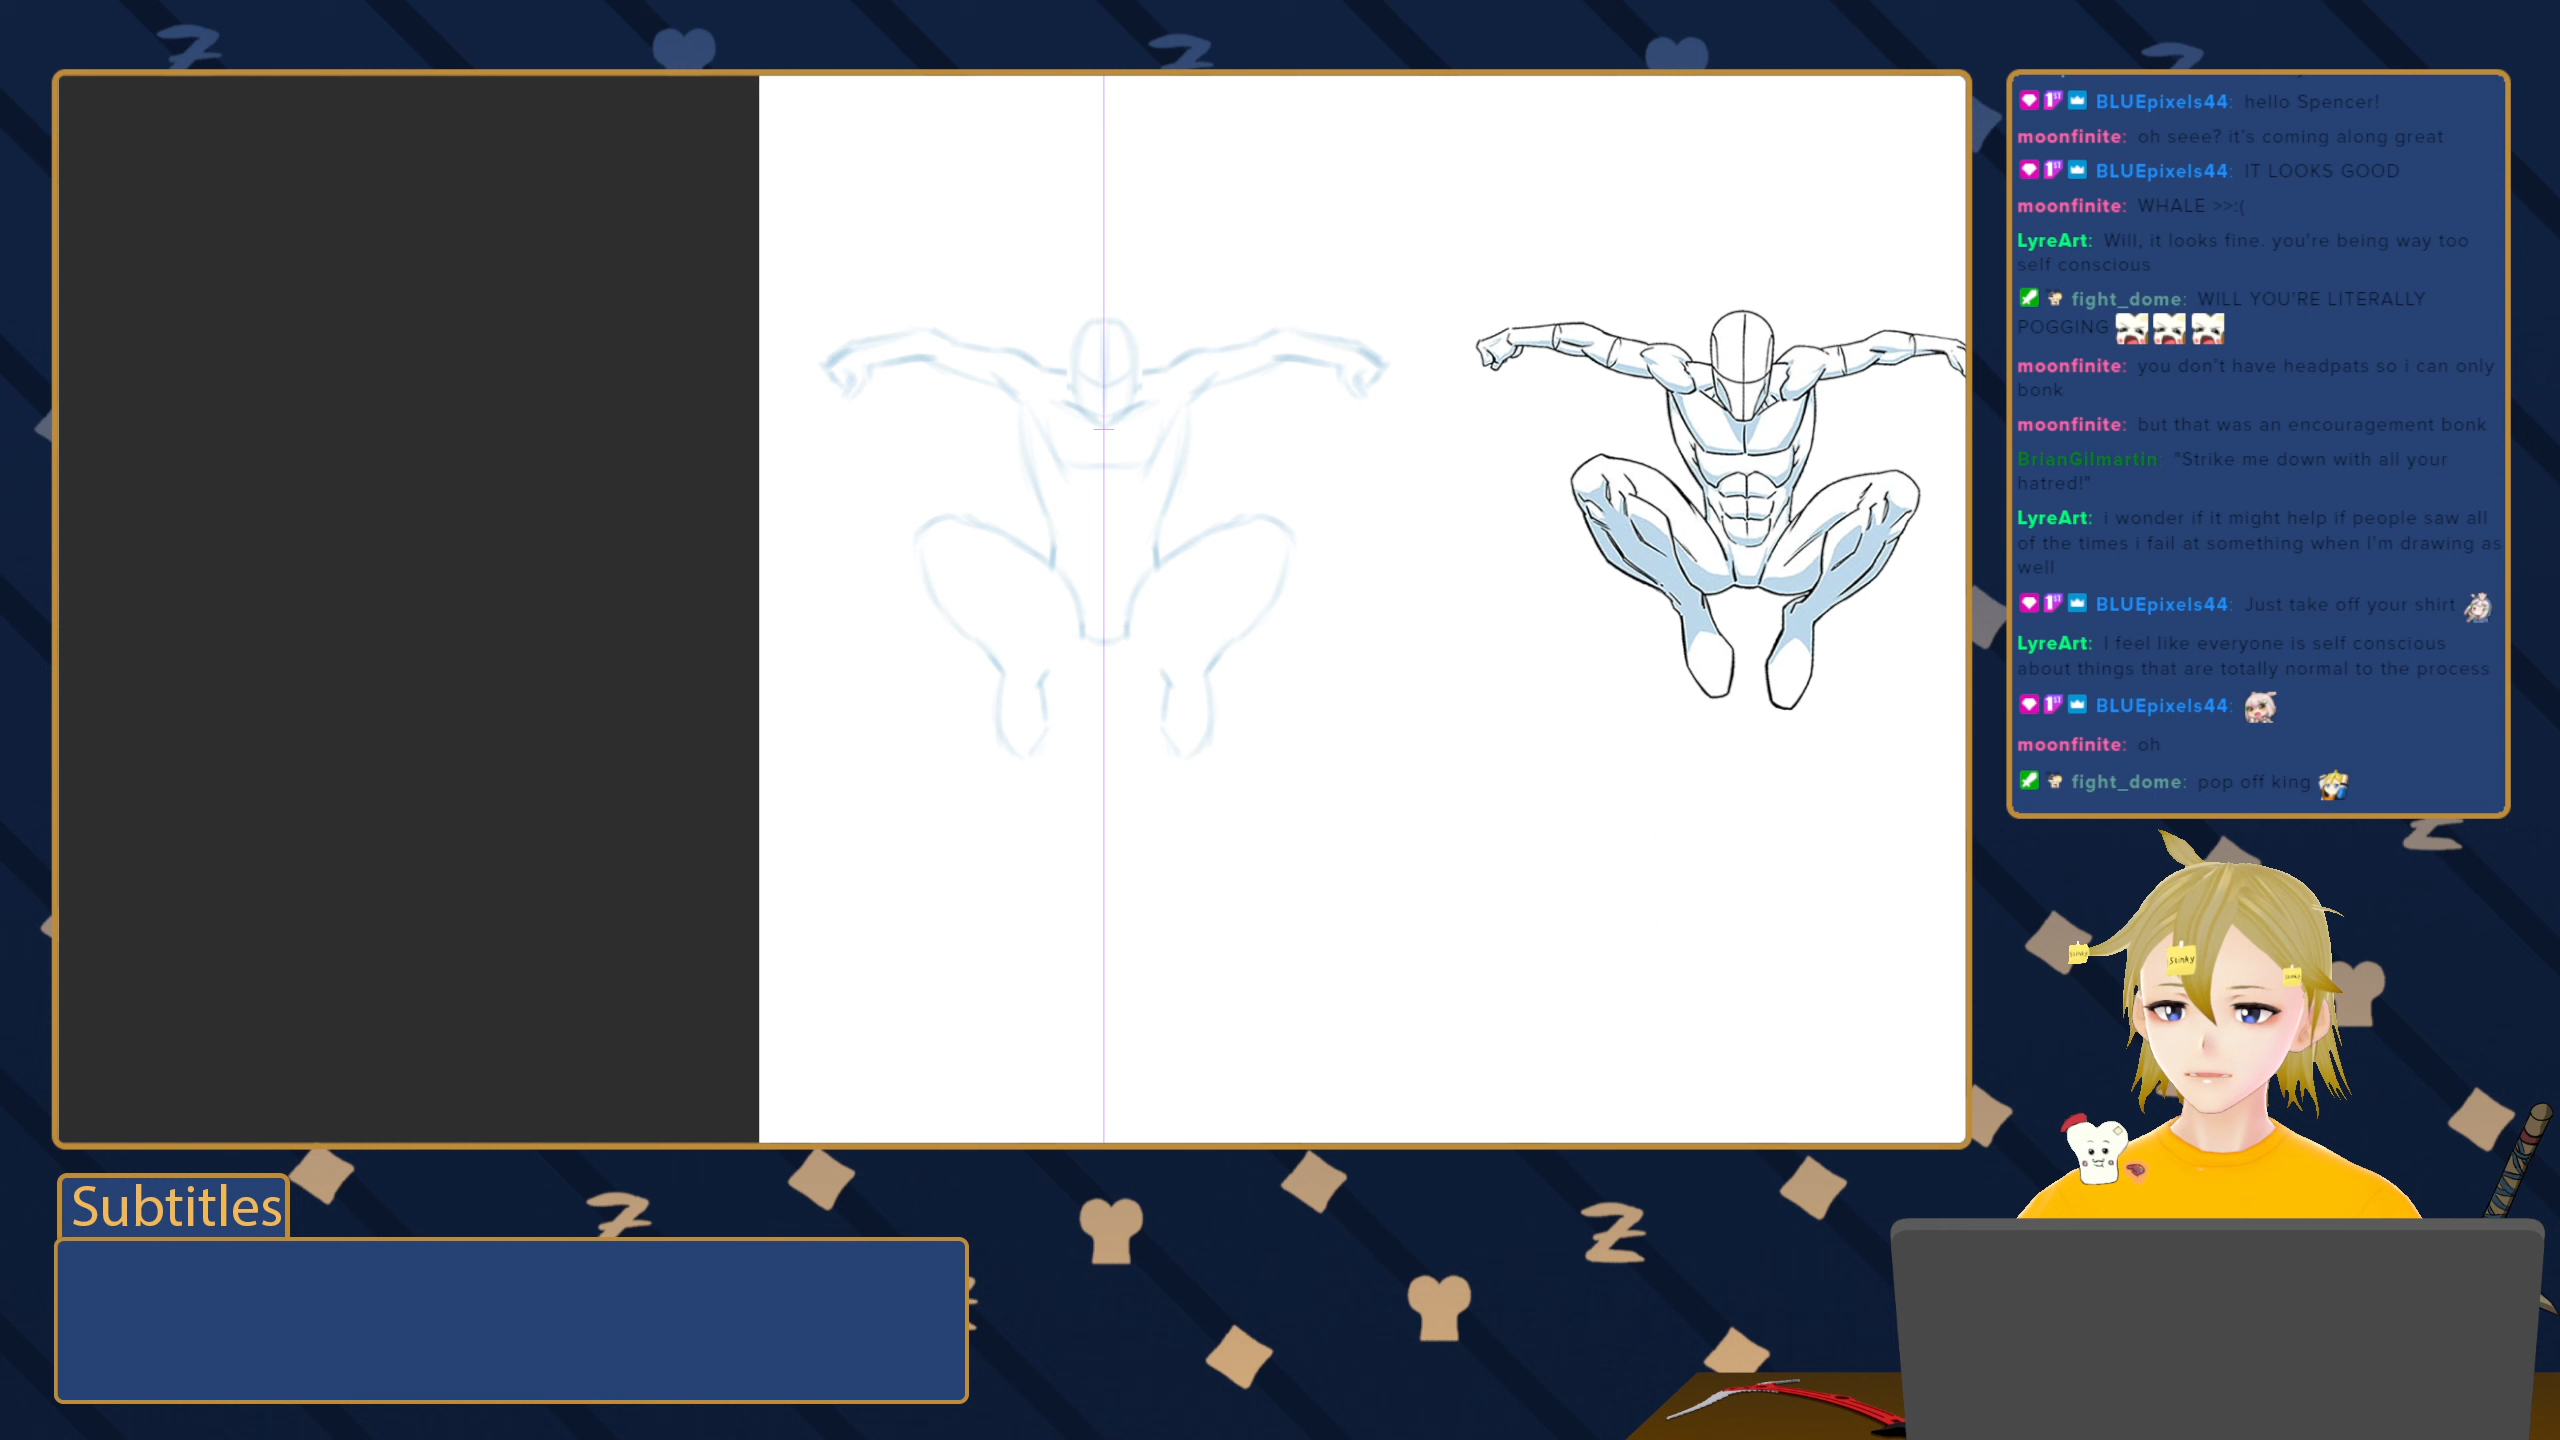 BLUEpixels44: hello Spencer!
moonfinite: oh seee? it's coming along great
BLUEpixels44: IT LOOKS GOOD
moonfinite: WHALE >>:(
LyreArt: Will, it looks fine. you're being way too
self conscious
fight_dome: WILL YOU'RE LITERALLY
POGGING
moonfinite: you don't have headpats so i can only
bonk
moonfinite: but that was an encouragement bonk
BrianGilmartin: "Strike me down with all your
hatred!"
LyreArt: i wonder if it might help if people saw all
of the times i fail at something when I'm drawing as
well
BLUEpixels44: Just take off your shirt
LyreArt: I feel like everyone is self conscious
about things that are totally normal to the process
BLUEpixels44:
moonfinite: oh
fight_dome: pop off king
Stinky
Subtitles